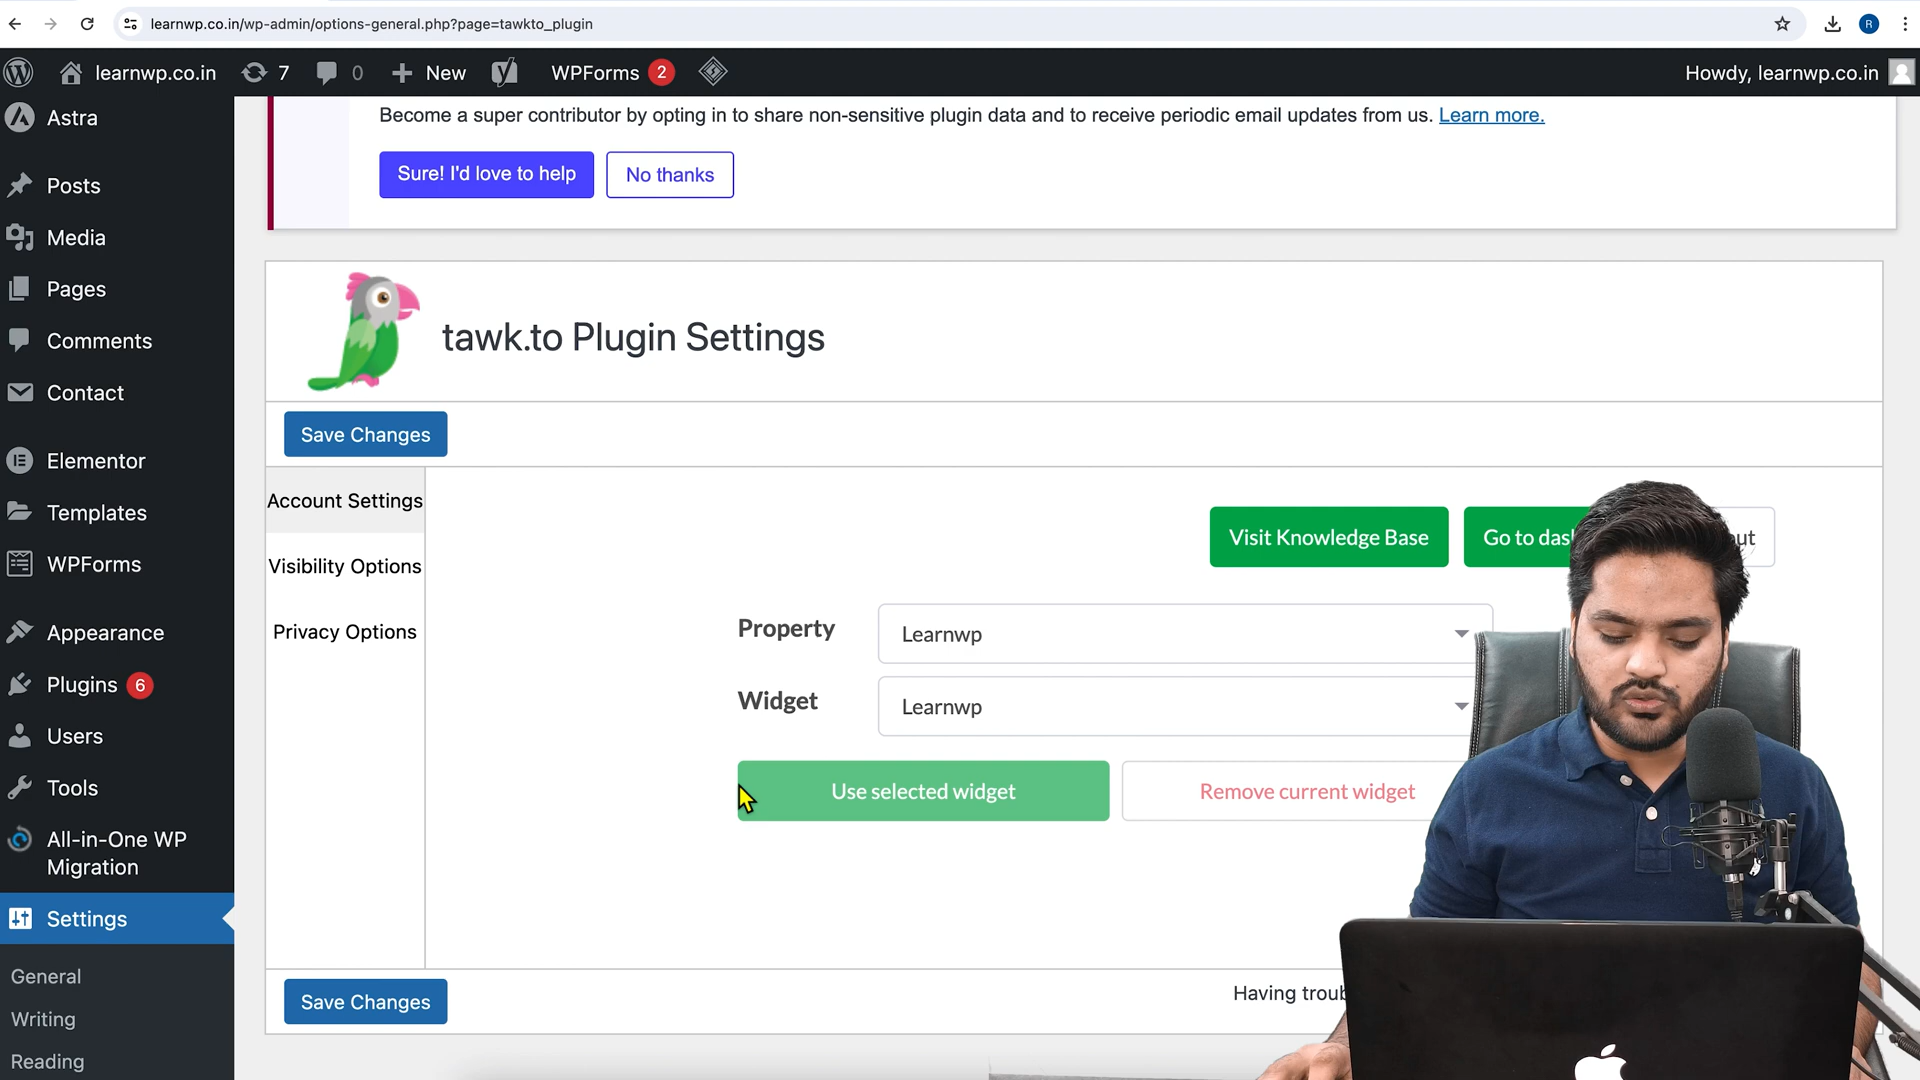 learnwp.co.in/wp-admin/options-general.php?page=tawkto_plugin
R
learnwp.co.in 7 0 New WPForms 2 Howdy, learnwp.co.in
Astra
Posts
Media
Pages
Comments
Contact
Elementor
Templates
WPForms
Appearance
Plugins 6
Users
Tools
All-in-One WP
Migration
Settings
General
Writing
Reading
Become a super contributor by opting in to share non-sensitive plugin data and to receive periodic email updates from us. Learn more.
Sure! I'd love to help No thanks
tawk.to Plugin Settings
Save Changes
Account Settings
Visibility Options
Privacy Options
Visit Knowledge Base Go to
Property Learnwp
Widget Learnwp
Use selected widget Remove current widget
Save Changes
Having